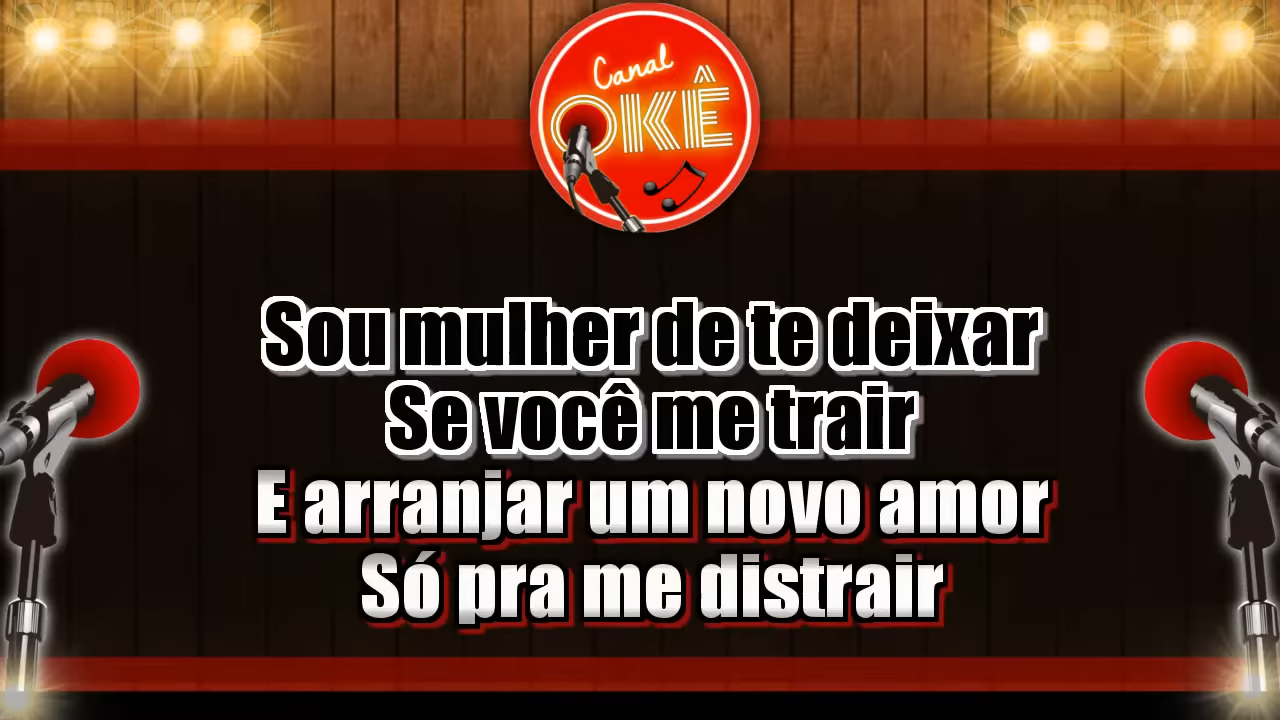 Canal
OKÊ
Sou mulher de te deixar
Se você me trair
E arranjar um novo amor
Só pra me distrair